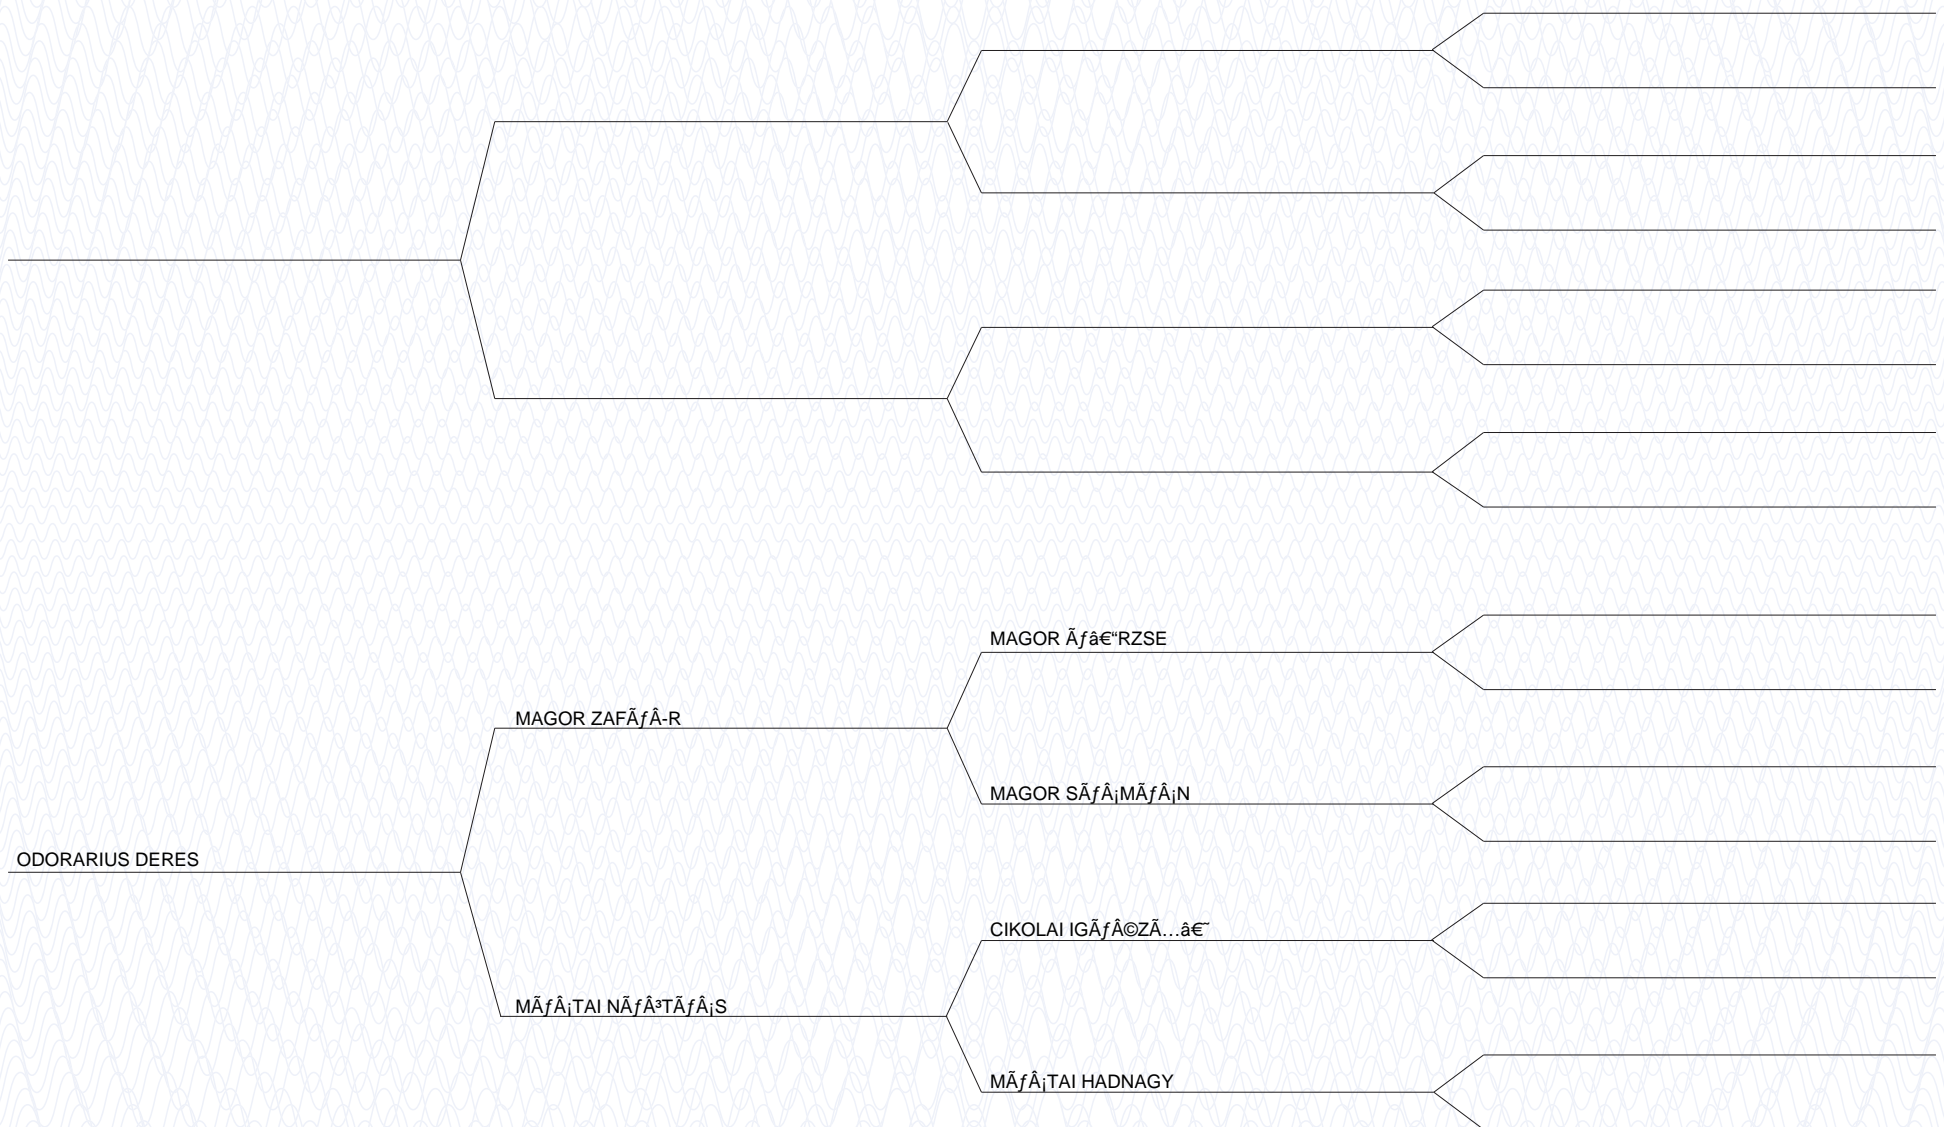 MAGOR Ãƒâ€“RZSE
MAGOR ZAFÃƒÂ-R
MAGOR SÃƒÂ¡MÃƒÂ¡N
ODORARIUS DERES
CIKOLAI IGÃƒÂ©ZÃ…â€˜
MÃƒÂ¡TAI NÃƒÂ³TÃƒÂ¡S
MÃƒÂ¡TAI HADNAGY